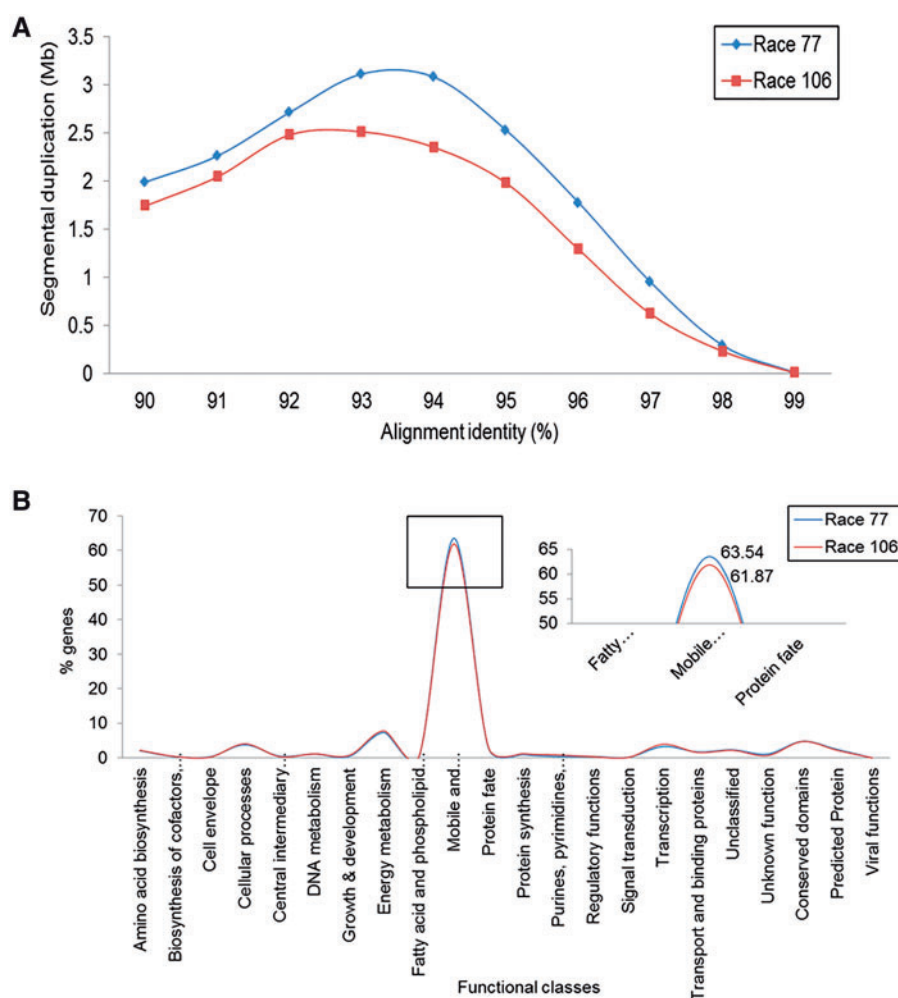 A
Segmental duplication (Mb)
3.5
3
2.5
2
1.5
1
0.5
0
Race 77
Race 106
90 91 92 93 94 95 96 97 98 99
Alignment identity (%)
B
% genes
70
60
50
40
30
20
10
0
Race 77
Race 106
65
60
55
50
63.54
61.87
Fatty…
Mobile…
Protein fate
Amino acid biosynthesis
Biosynthesis of cofactors,…
Cell envelope
Cellular processes
Central intermediary…
DNA metabolism
Growth & development
Energy metabolism
Fatty acid and phospholipid…
Mobile and…
Protein fate
Protein synthesis
Purines, pyrimidines,…
Regulatory functions
Signal transduction
Transcription
Transport and binding proteins
Unclassified
Unknown function
Conserved domains
Predicted Protein
Viral functions
Functional classes